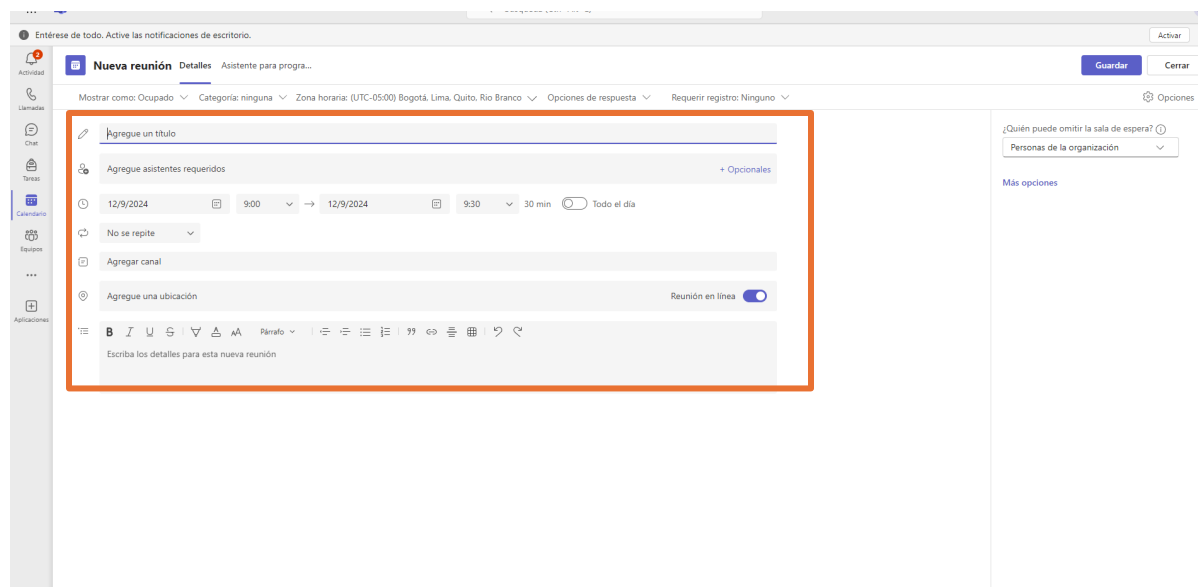 Entérese de todo. Active las notificaciones de escritorio. Activar
2
Actividad
Llamadas
Chat
Tareas
Calendario
Equipos
Aplicaciones
Nueva reunión Detalles Asistente para progra... Guardar Cerrar
Mostrar como: Ocupado Categoría: ninguna Zona horaria: (UTC-05:00) Bogotá, Lima, Quito, Rio Branco Opciones de respuesta Requerir registro: Ninguno Opciones
Agregue un título
Agregue asistentes requeridos + Opcionales
12/9/2024 9:00 → 12/9/2024 9:30 30 min Todo el día
No se repite
Agregar canal
Agregue una ubicación Reunión en línea
B I U S A AA Párrafo
Escriba los detalles para esta nueva reunión
¿Quién puede omitir la sala de espera?
Personas de la organización
Más opciones